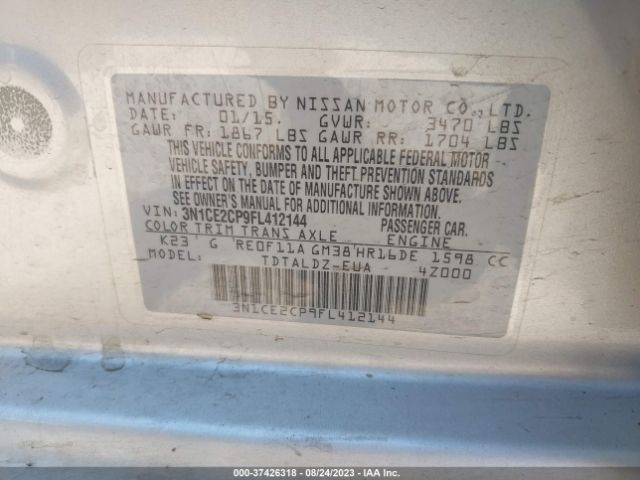 MANUFACTURED BY NISSAN MOTOR CO.,LTD.
DATE: 01/15. GVWR: 3470 LBS
GAWR FR: 1867 LBS GAWR RR: 1704 LBS
THIS VEHICLE CONFORMS TO ALL APPLICABLE FEDERAL MOTOR
VEHICLE SAFETY, BUMPER AND THEFT PREVENTION STANDARDS
IN EFFECT ON THE DATE OF MANUFACTURE SHOWN ABOVE.
SEE OWNER'S MANUAL FOR ADDITIONAL INFORMATION.
VIN: 3N1CE2CP9FL412144 PASSENGER CAR.
COLOR TRIM TRANS AXLE ENGINE
K23 G RE0F11A GM38 HR16DE 1598 CC
TDTALDZ-EUA 4Z000
3N1CE2CP9FL412144
000-37426318 - 08/24/2023 - IAA Inc.